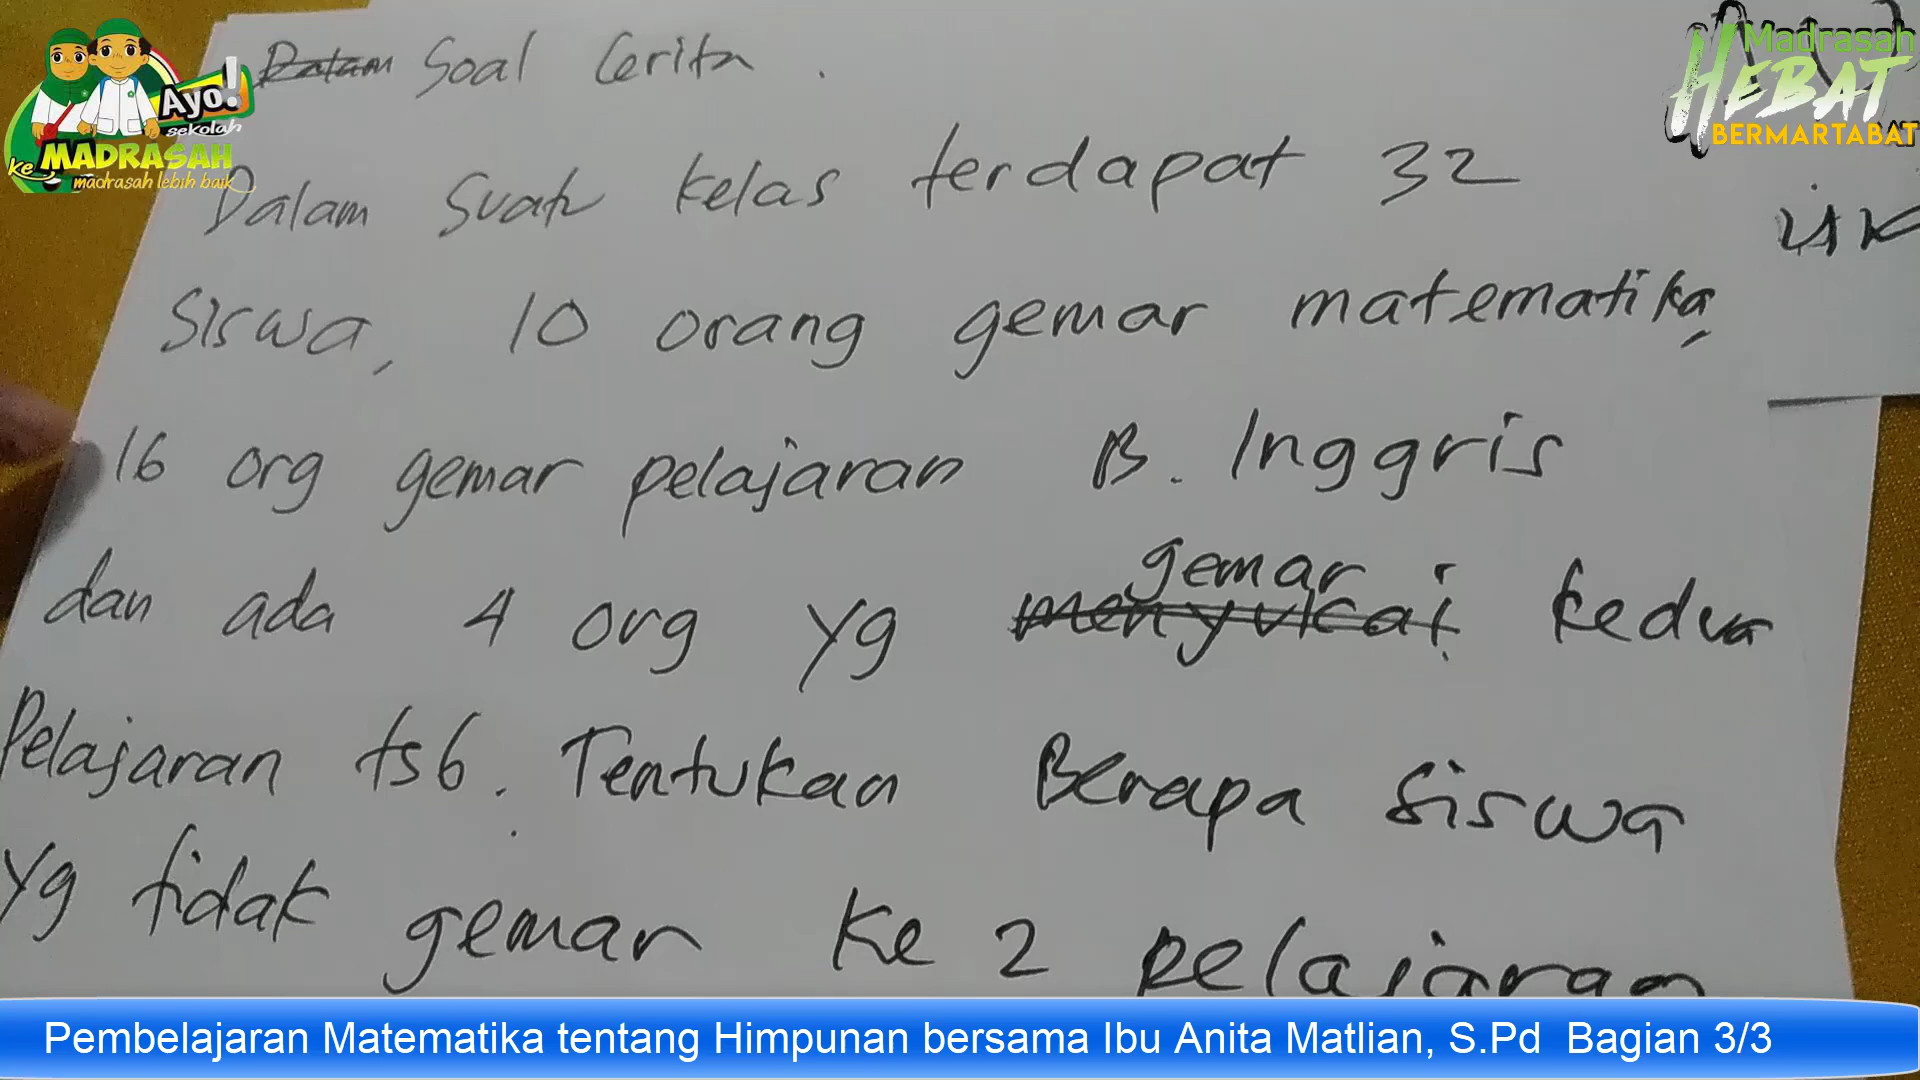 Soal Cerita.
Dalam suatu kelas terdapat 32
siswa, 10 orang gemar matematika,
16 org gemar pelajaran B. Inggris
gemar
dan ada 4 org yg menyukai kedua
Pelajaran tsb. Tentukan Berapa siswa
yg tidak gemar ke 2 pelajaran
Ayo!
sekolah
ke MADRASAH
madrasah lebih baik
Madrasah
HEBAT
BERMARTABAT
Pembelajaran Matematika tentang Himpunan bersama Ibu Anita Matlian, S.Pd Bagian 3/3